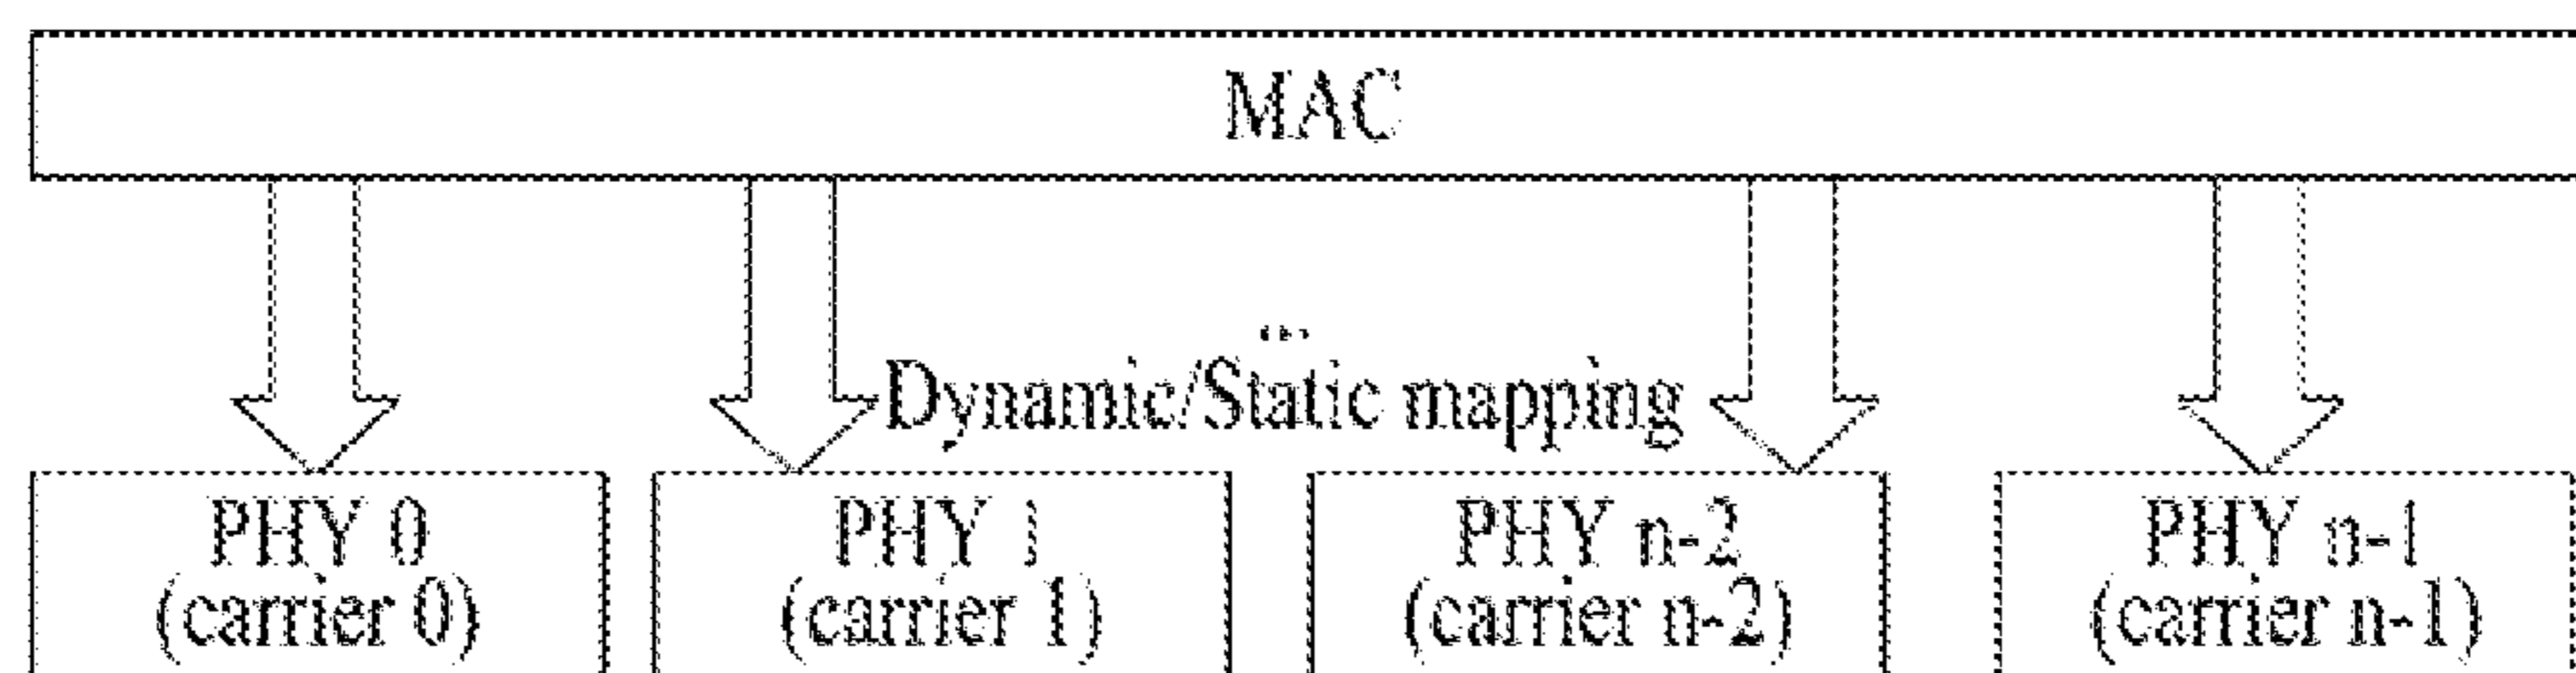 MAC
...
Dynamic/Static mapping
PHY 0
(carrier 0)
PHY 1
(carrier 1)
PHY n-2
(carrier n-2)
PHY n-1
(carrier n-1)